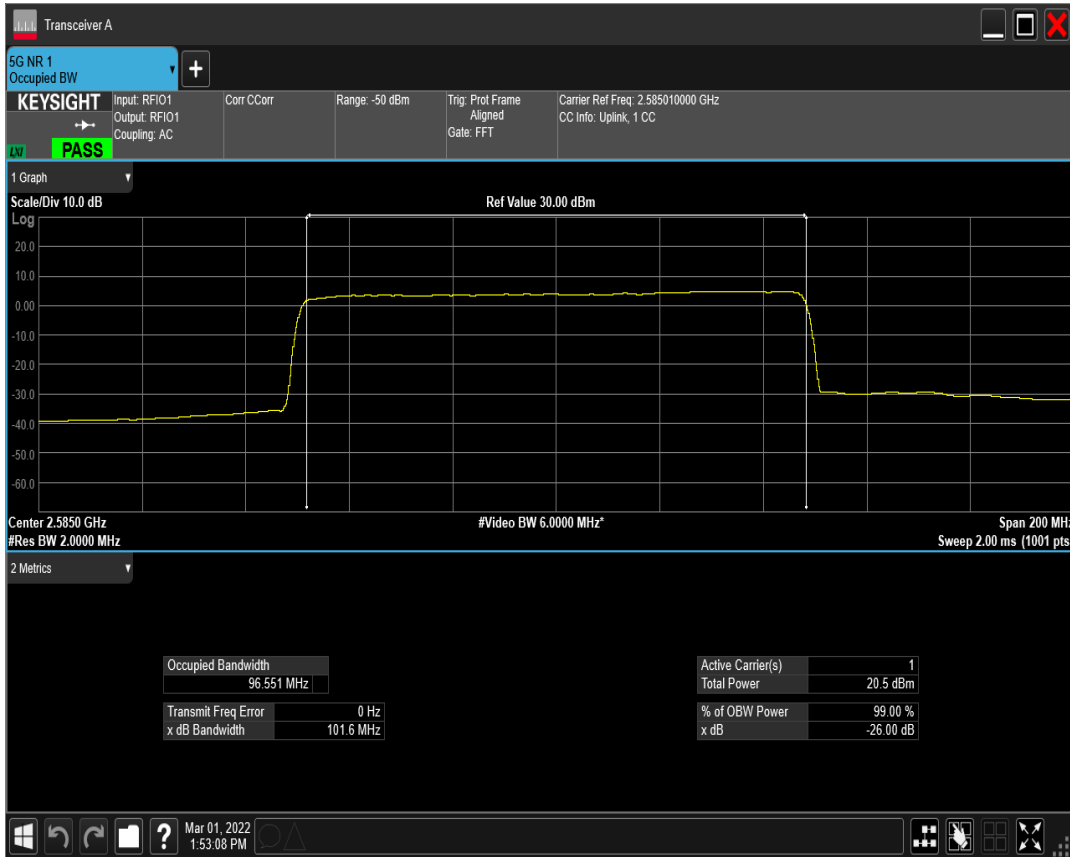 Transceiver A
5G NR 1
Occupied BW
+
KEYSIGHT
LXI
PASS
Input: RFIO1
Output: RFIO1
Coupling: AC
Corr CCorr
Range: -50 dBm
Trig: Prot Frame
Aligned
Gate: FFT
Carrier Ref Freq: 2.585010000 GHz
CC Info: Uplink, 1 CC
1 Graph
Scale/Div 10.0 dB
Ref Value 30.00 dBm
Log
20.0
10.0
0.00
-10.0
-20.0
-30.0
-40.0
-50.0
-60.0
Center 2.5850 GHz
#Video BW 6.0000 MHz*
Span 200 MHz
#Res BW 2.0000 MHz
Sweep 2.00 ms (1001 pts
2 Metrics
Occupied Bandwidth
96.551 MHz
Transmit Freq Error 0 Hz
x dB Bandwidth 101.6 MHz
Active Carrier(s) 1
Total Power 20.5 dBm
% of OBW Power 99.00 %
x dB -26.00 dB
?
Mar 01, 2022
1:53:08 PM